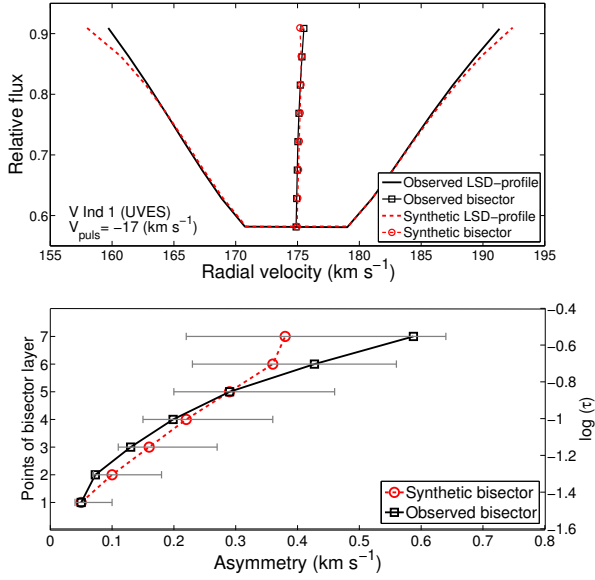 0.9
0.8
0.7
0.6
Relative flux
V Ind 1 (UVES)
V_puls = −17 (km s⁻¹)
Observed LSD−profile
Observed bisector
Synthetic LSD−profile
Synthetic bisector
155 160 165 170 175 180 185 190 195
Radial velocity (km s⁻¹)
7
6
5
4
3
2
1
Points of bisector layer
−0.4
−0.6
−0.8
−1
−1.2
−1.4
−1.6
log (τ)
Synthetic bisector
Observed bisector
0 0.1 0.2 0.3 0.4 0.5 0.6 0.7 0.8
Asymmetry (km s⁻¹)